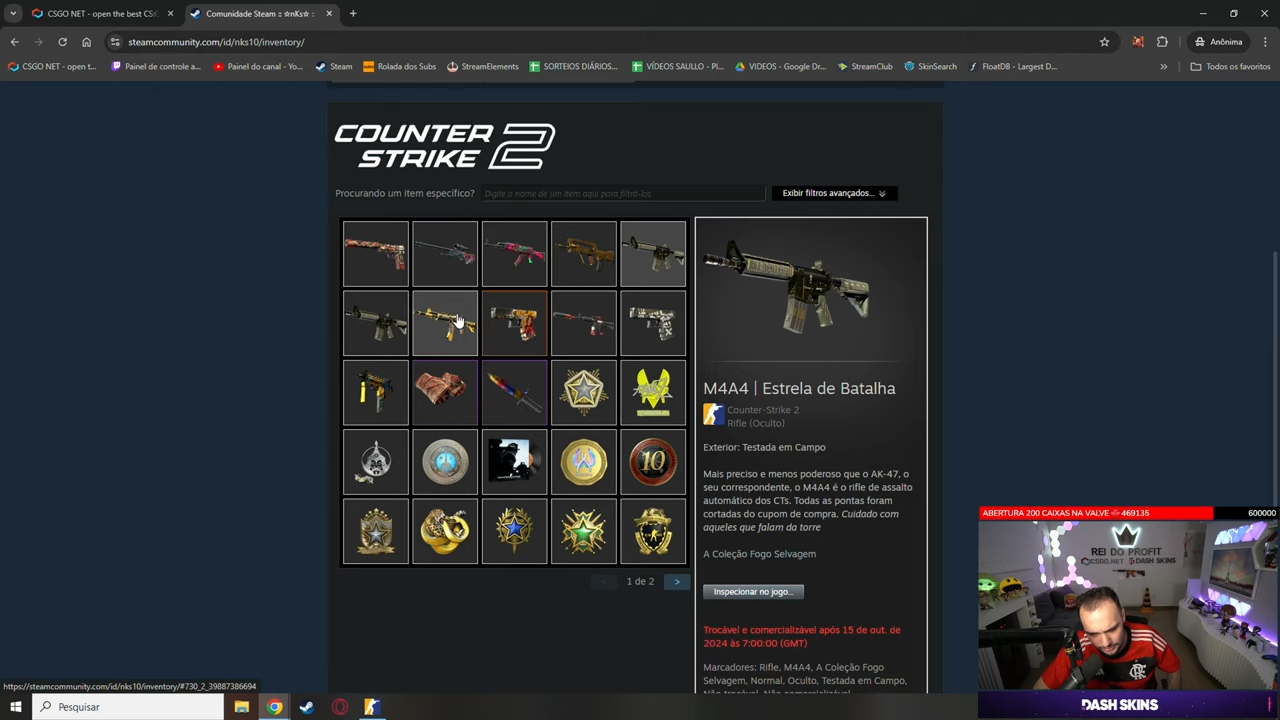 CSGO NET - open the best CS
Comunidade Steam :: ☆nKs☆ ::
steamcommunity.com/id/nks10/inventory/
Anônima
CSGO NET - open t...
Painel de controle a...
Painel do canal - Yo...
Steam
Rolada dos Subs
StreamElements
SORTEIOS DIÁRIOS...
VÍDEOS SAULLO - PL...
VIDEOS - Google Dr...
StreamClub
SkinSearch
FloatDB - Largest D...
Todos os favoritos
COUNTER
STRIKE 2
Procurando um item específico?
Digite o nome de um item aqui para filtrá-los
Exibir filtros avançados...
M4A4 | Estrela de Batalha
Counter-Strike 2
Rifle (Oculto)
Exterior: Testada em Campo
Mais preciso e menos poderoso que o AK-47, o
seu correspondente, o M4A4 é o rifle de assalto
automático dos CTs. Todas as pontas foram
cortadas do cupom de compra. Cuidado com
aqueles que falam da torre
A Coleção Fogo Selvagem
10
1 de 2
Inspecionar no jogo...
Trocável e comercializável após 15 de out. de
2024 às 7:00:00 (GMT)
Marcadores: Rifle, M4A4, A Coleção Fogo
Selvagem, Normal, Oculto, Testada em Campo,
ABERTURA 200 CAIXAS NA VALVE
469135
600000
REI DO PROFIT
CSGO.NET
DASH SKINS
DASH SKINS
https://steamcommunity.com/id/nks10/inventory/#730_2_39887386694
Pesquisar